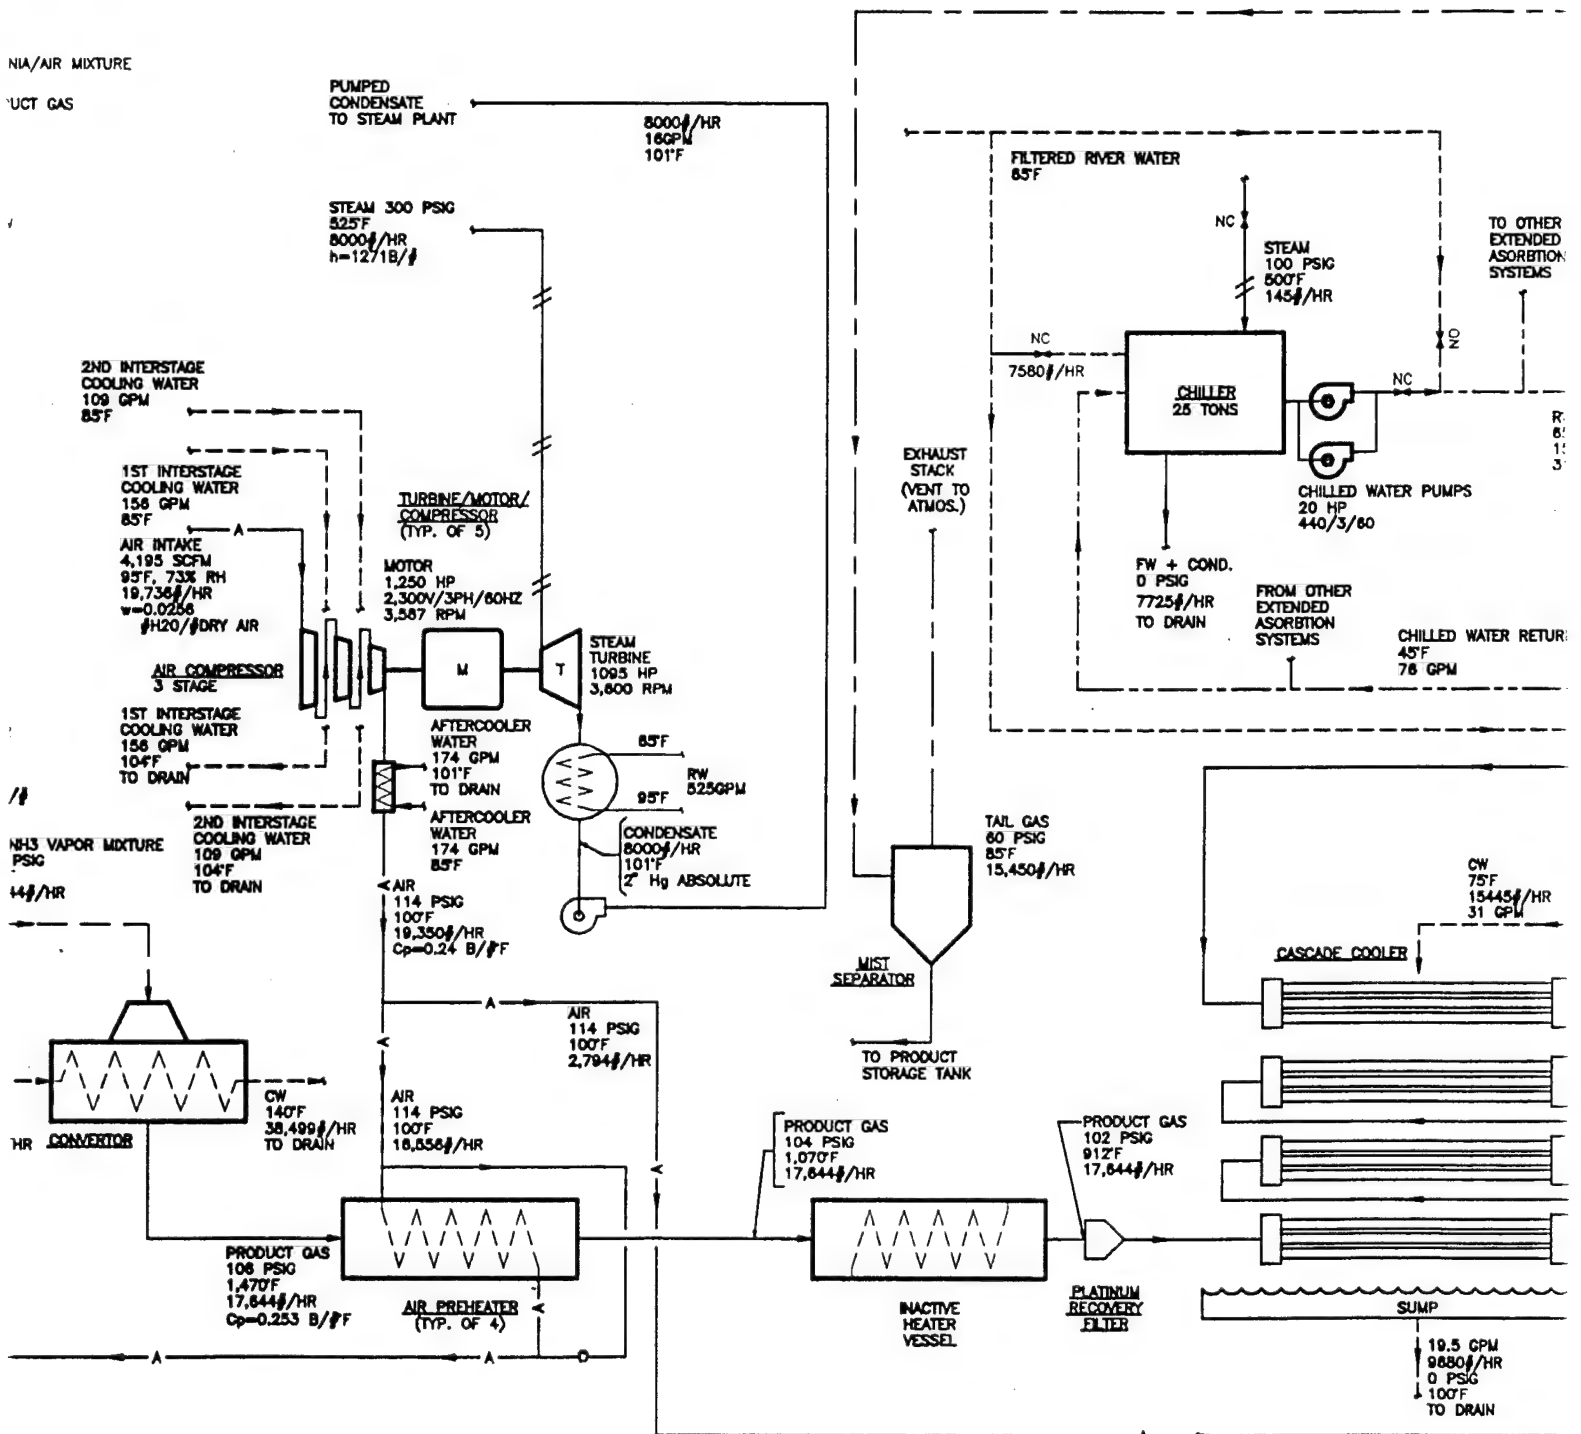 NIA/AIR MIXTURE
UCT GAS
PUMPED
CONDENSATE
TO STEAM PLANT
8000#/HR
16GPM
101°F
STEAM 300 PSIG
525°F
8000#/HR
h=1271B/#
FILTERED RIVER WATER
85°F
NC
STEAM
100 PSIG
500°F
145#/HR
TO OTHER
EXTENDED
ASORBTION
SYSTEMS
NC
7580#/HR
NO
NC
CHILLER
25 TONS
CHILLED WATER PUMPS
20 HP
440/3/60
FW + COND.
0 PSIG
7725#/HR
TO DRAIN
FROM OTHER
EXTENDED
ASORBTION
SYSTEMS
CHILLED WATER RETUR
45°F
76 GPM
2ND INTERSTAGE
COOLING WATER
109 GPM
85°F
1ST INTERSTAGE
COOLING WATER
156 GPM
85°F
A
AIR INTAKE
4,195 SCFM
95°F, 73% RH
19,736#/HR
w=0.0256
#H20/#DRY AIR
TURBINE/MOTOR/
COMPRESSOR
(TYP. OF 5)
MOTOR
1,250 HP
2,300V/3PH/60HZ
3,587 RPM
AIR COMPRESSOR
3 STAGE
M
T
STEAM
TURBINE
1095 HP
3,600 RPM
EXHAUST
STACK
(VENT TO
ATMOS.)
1ST INTERSTAGE
COOLING WATER
156 GPM
104°F
TO DRAIN
2ND INTERSTAGE
COOLING WATER
109 GPM
104°F
TO DRAIN
AFTERCOOLER
WATER
174 GPM
101°F
TO DRAIN
AFTERCOOLER
WATER
174 GPM
85°F
85°F
RW
525GPM
95°F
CONDENSATE
8000#/HR
101°F
2" Hg ABSOLUTE
/#
NH3 VAPOR MIXTURE
PSIG
44#/HR
A
AIR
114 PSIG
100°F
19,350#/HR
Cp=0.24 B/#°F
TAIL GAS
60 PSIG
85°F
15,450#/HR
MIST
SEPARATOR
TO PRODUCT
STORAGE TANK
CW
75°F
15445#/HR
31 GPM
CASCADE COOLER
A
AIR
114 PSIG
100°F
2,794#/HR
A
AIR
114 PSIG
100°F
16,556#/HR
CW
140°F
38,499#/HR
TO DRAIN
HR
CONVERTOR
PRODUCT GAS
104 PSIG
1,070°F
17,644#/HR
PRODUCT GAS
102 PSIG
912°F
17,644#/HR
A
PRODUCT GAS
106 PSIG
1,470°F
17,644#/HR
Cp=0.253 B/#°F
AIR PREHEATER
(TYP. OF 4)
A
A
A
INACTIVE
HEATER
VESSEL
PLATINUM
RECOVERY
FILTER
SUMP
19.5 GPM
9680#/HR
0 PSIG
100°F
TO DRAIN
A